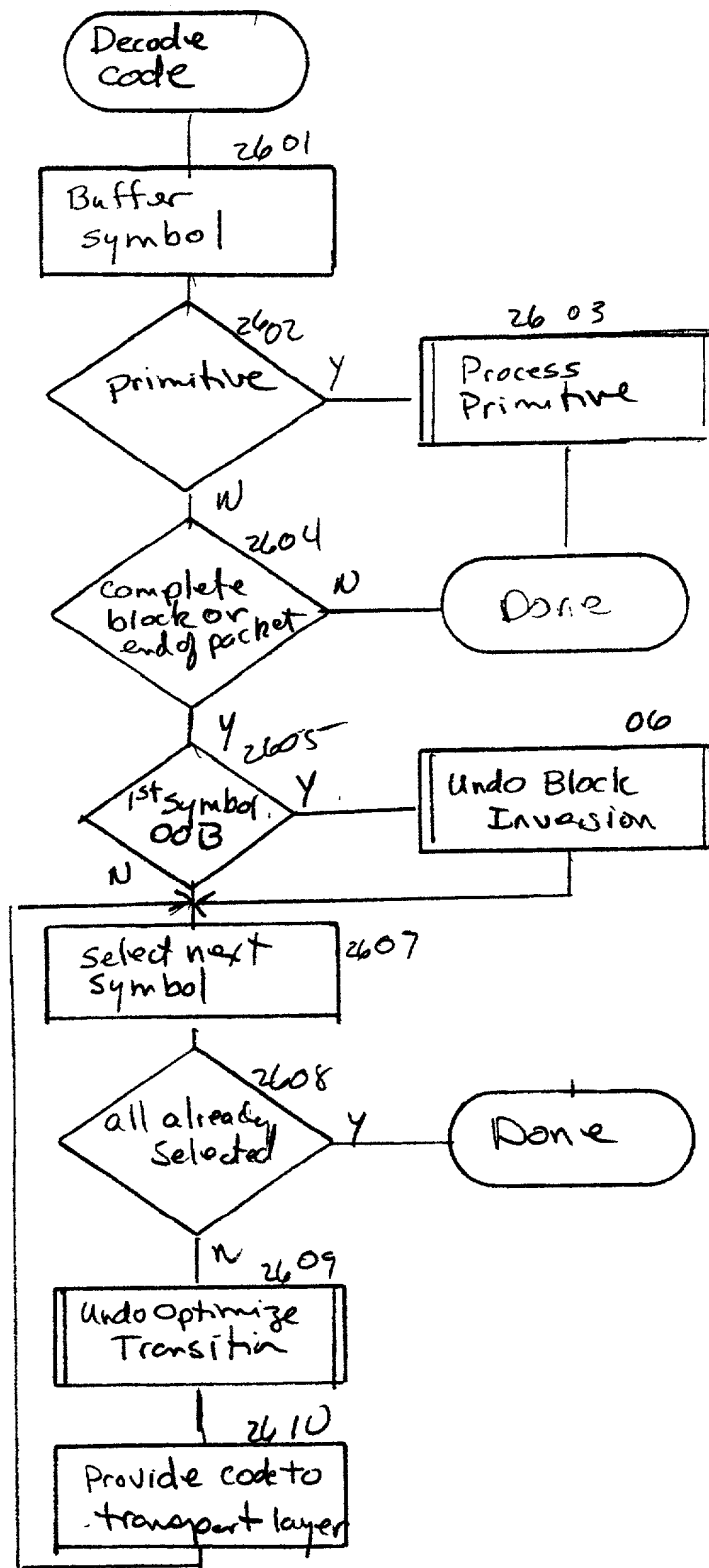 Decode
code
2601
Buffer
symbol
2602
primitive
Y
2603
Process
Primitive
N
2604
complete
block or
end of packet
N
Done
Y
2605
1st symbol
OOB
Y
06
Undo Block
Inversion
N
Select next
symbol
2607
2608
all already
selected
Y
Done
N
2609
Undo Optimize
Transition
2610
Provide code to
transport layer